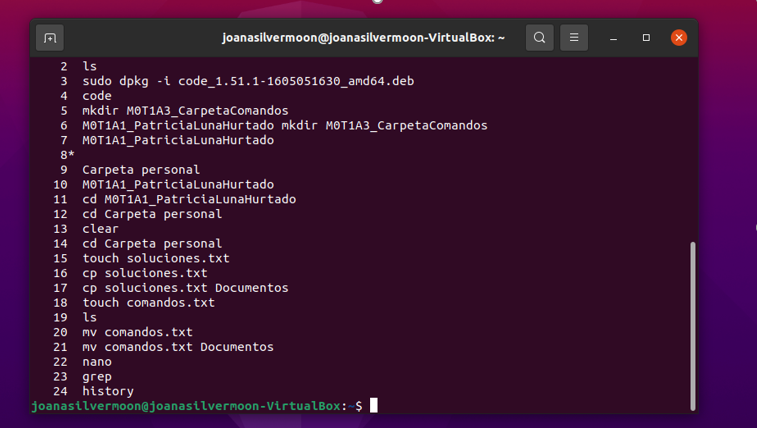 joanasilvermoon@joanasilvermoon-VirtualBox: ~
2 ls
3 sudo dpkg -i code_1.51.1-1605051630_amd64.deb
4 code
5 mkdir M0T1A3_CarpetaComandos
6 M0T1A1_PatriciaLunaHurtado mkdir M0T1A3_CarpetaComandos
7 M0T1A1_PatriciaLunaHurtado
8*
9 Carpeta personal
10 M0T1A1_PatriciaLunaHurtado
11 cd M0T1A1_PatriciaLunaHurtado
12 cd Carpeta personal
13 clear
14 cd Carpeta personal
15 touch soluciones.txt
16 cp soluciones.txt
17 cp soluciones.txt Documentos
18 touch comandos.txt
19 ls
20 mv comandos.txt
21 mv comandos.txt Documentos
22 nano
23 grep
24 history
joanasilvermoon@joanasilvermoon-VirtualBox:~$